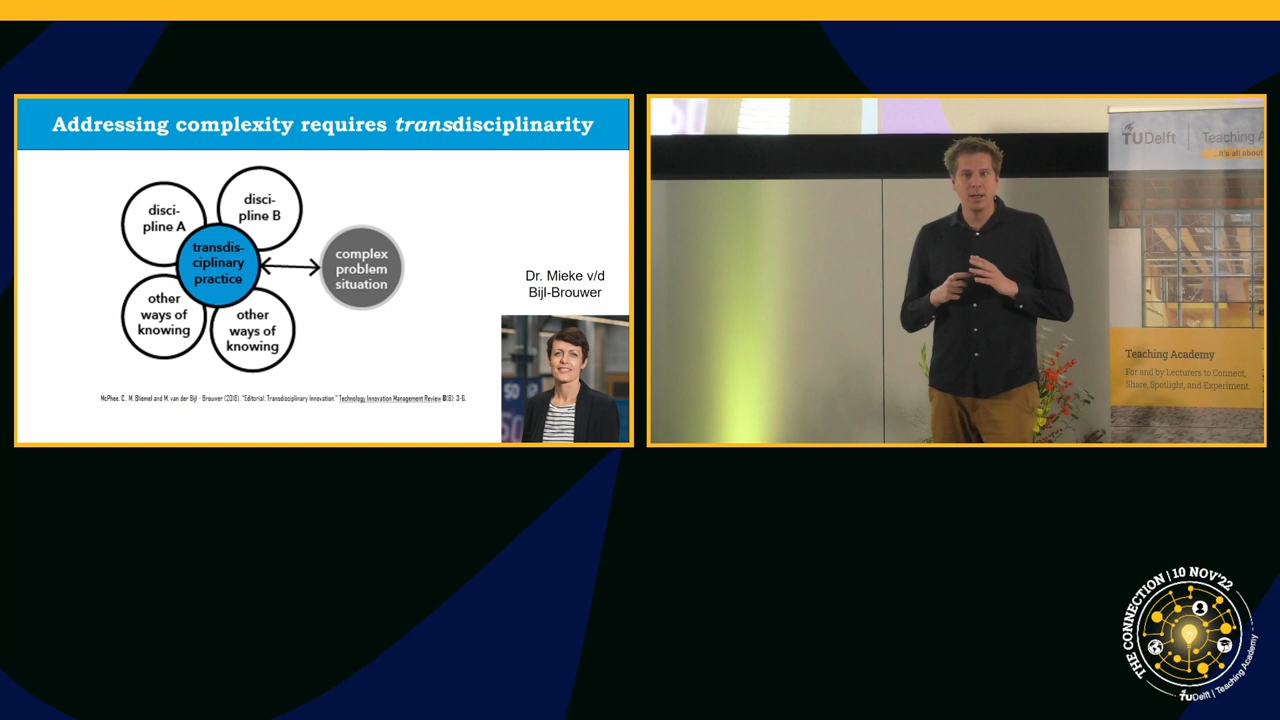 Addressing complexity requires transdisciplinarity
disci-
pline A
disci-
pline B
transdis-
ciplinary
practice
complex
problem
situation
other
ways of
knowing
other
ways of
knowing
Dr. Mieke v/d
Bijl-Brouwer
McPhee, C., M. Bliemel and M. van der Bijl - Brouwer (2018). "Editorial: Transdisciplinary Innovation." Technology Innovation Management Review 8(8): 3-6.
TUDelft | Teaching A
...it's all about
Teaching Academy
For and by Lecturers to Connect,
Share, Spotlight, and Experiment.
THE CONNECTION | 10 NOV'22
TUDelft | Teaching Academy